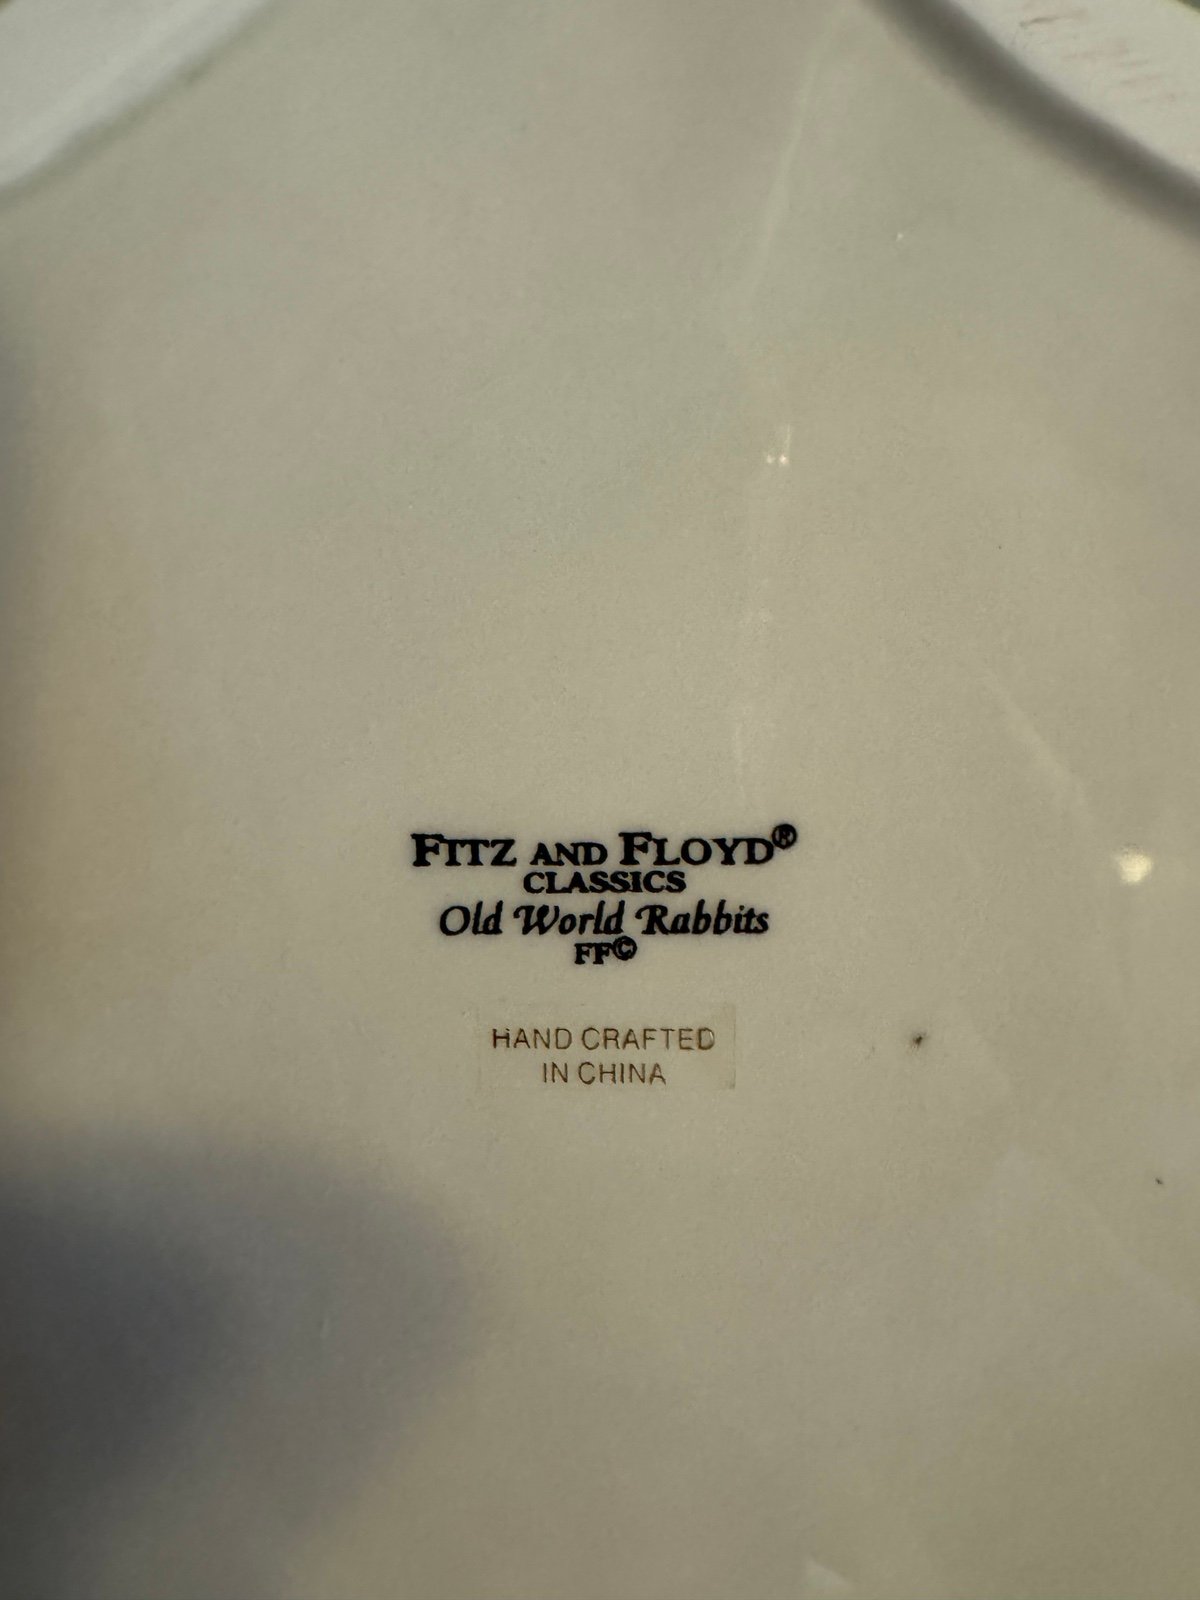 FITZ AND FLOYD®
CLASSICS
Old World Rabbits
FF©
HAND CRAFTED
IN CHINA